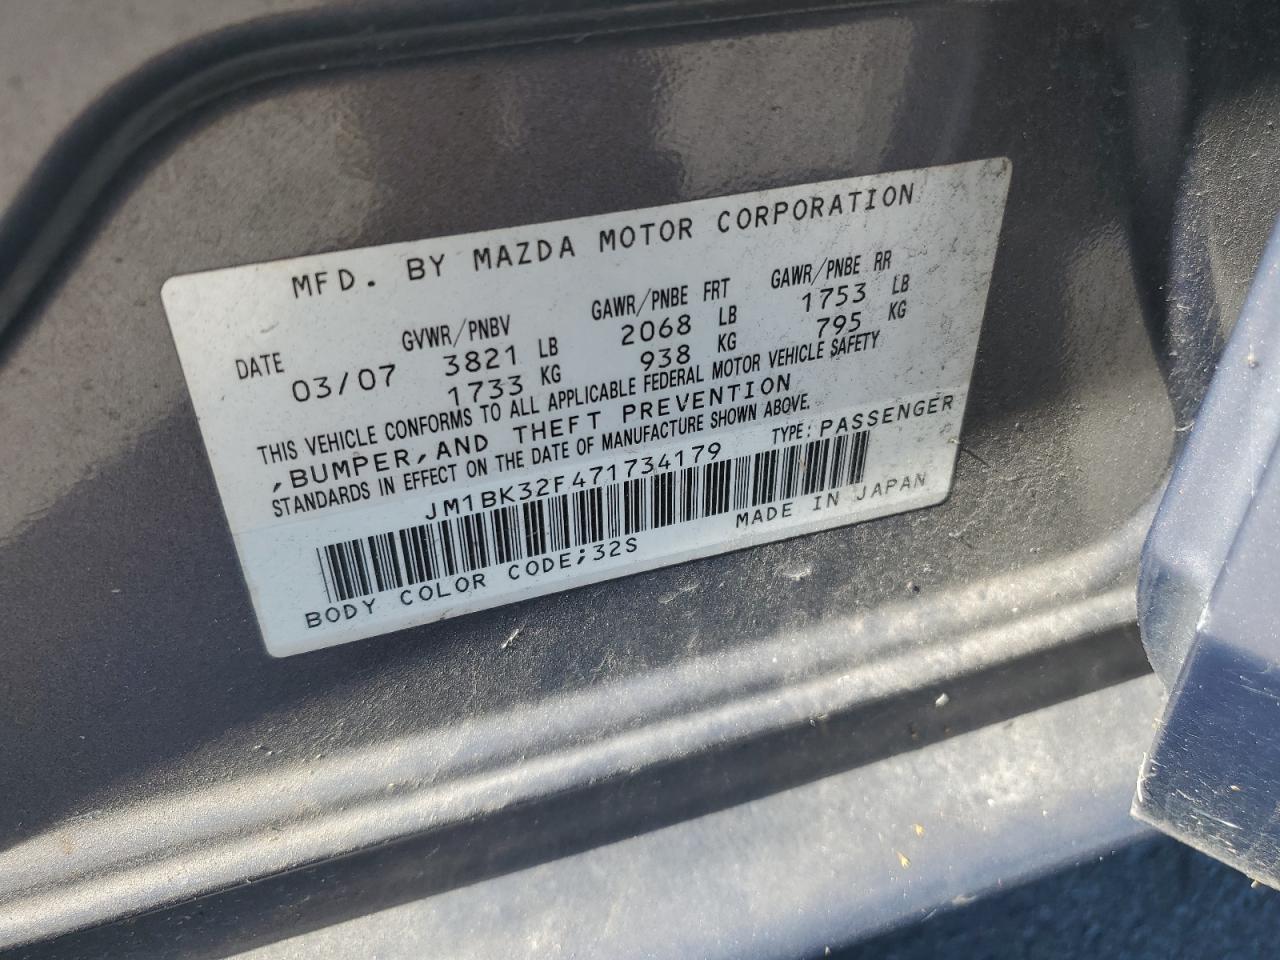 MFD. BY MAZDA MOTOR CORPORATION
DATE GVWR/PNBV GAWR/PNBE FRT GAWR/PNBE RR
03/07 3821 LB 2068 LB 1753 LB
1733 KG 938 KG 795 KG
THIS VEHICLE CONFORMS TO ALL APPLICABLE FEDERAL MOTOR VEHICLE SAFETY
,BUMPER,AND THEFT PREVENTION
STANDARDS IN EFFECT ON THE DATE OF MANUFACTURE SHOWN ABOVE.
JM1BK32F471734179 TYPE: PASSENGER
BODY COLOR CODE;32S MADE IN JAPAN